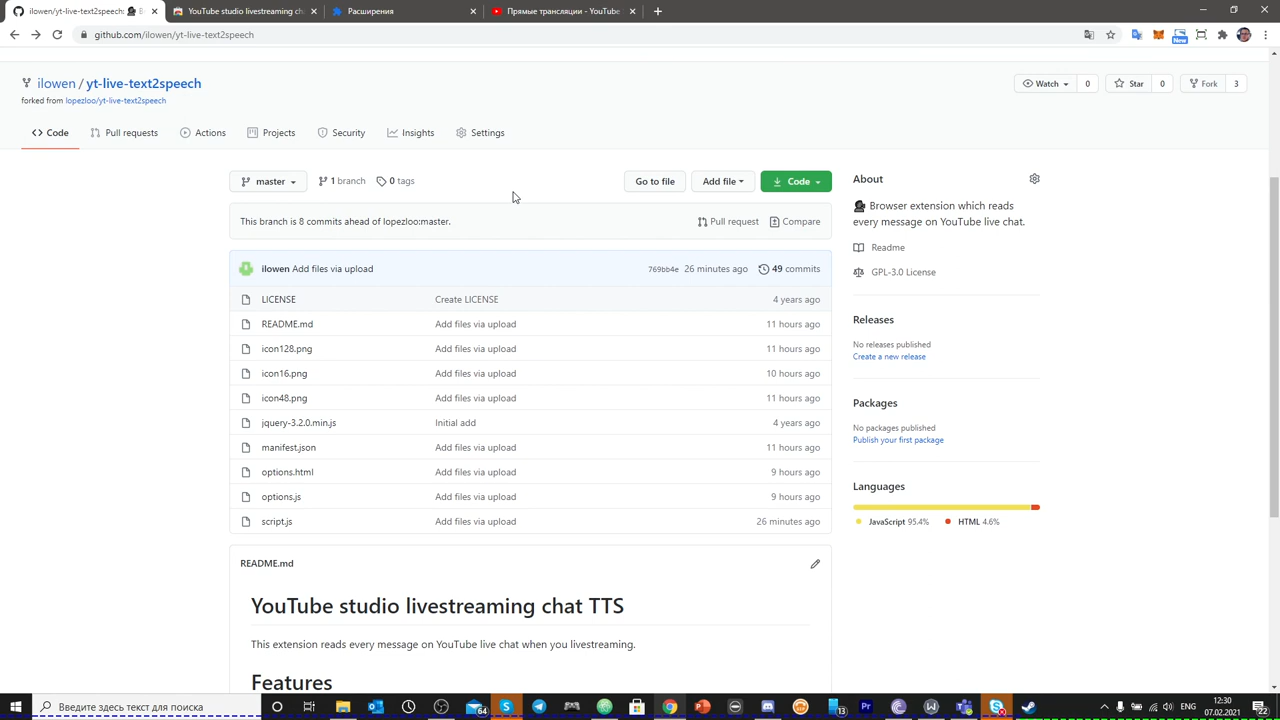 ilowen/yt-live-text2speech:
YouTube studio livestreaming ch
Расширения
Прямые трансляции - YouTube
github.com/ilowen/yt-live-text2speech
New
ilowen / yt-live-text2speech
forked from lopezloo/yt-live-text2speech
Watch 0
Star 0
Fork 3
Code
Pull requests
Actions
Projects
Security
Insights
Settings
master
1 branch
0 tags
Go to file
Add file
Code
This branch is 8 commits ahead of lopezloo:master.
Pull request
Compare
ilowen Add files via upload
769bb4e 26 minutes ago
49 commits
LICENSE Create LICENSE 4 years ago
README.md Add files via upload 11 hours ago
icon128.png Add files via upload 11 hours ago
icon16.png Add files via upload 10 hours ago
icon48.png Add files via upload 11 hours ago
jquery-3.2.0.min.js Initial add 4 years ago
manifest.json Add files via upload 11 hours ago
options.html Add files via upload 9 hours ago
options.js Add files via upload 9 hours ago
script.js Add files via upload 26 minutes ago
README.md
YouTube studio livestreaming chat TTS
This extension reads every message on YouTube live chat when you livestreaming.
Features
About
Browser extension which reads
every message on YouTube live chat.
Readme
GPL-3.0 License
Releases
No releases published
Create a new release
Packages
No packages published
Publish your first package
Languages
JavaScript 95.4%
HTML 4.6%
Введите здесь текст для поиска
64
13
ENG
12:30
07.02.2021
22